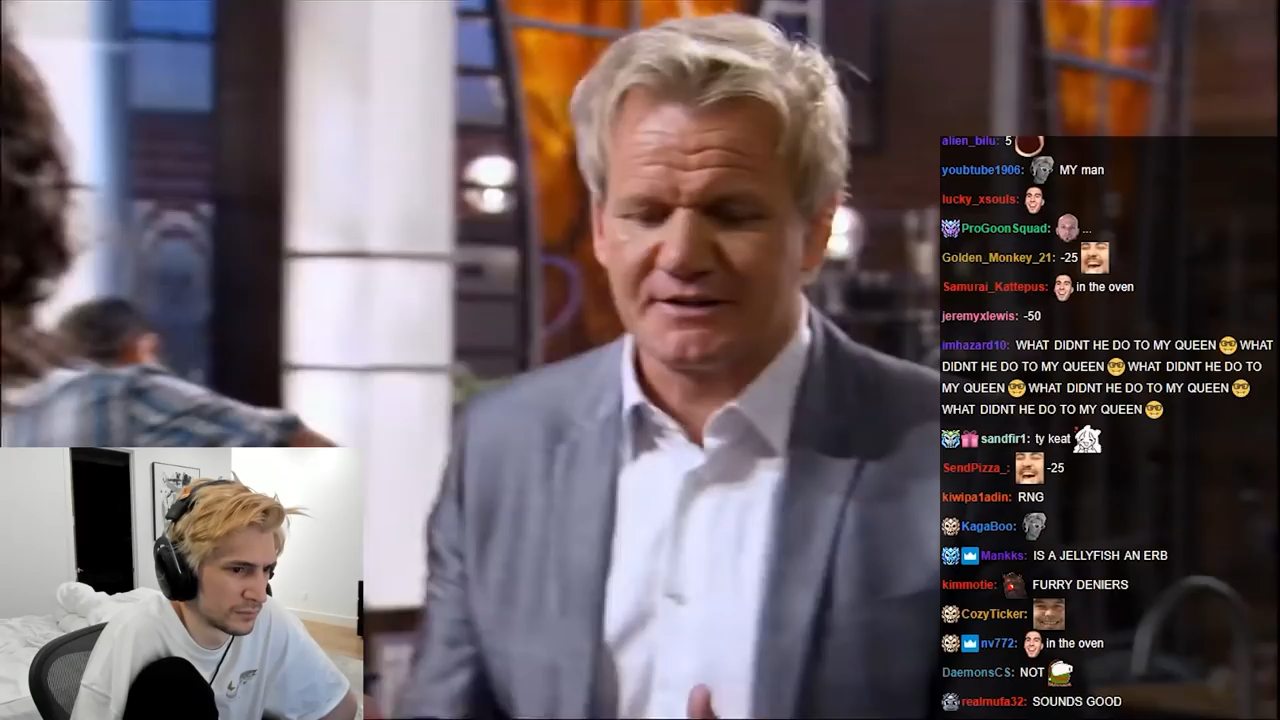 alien_bilu: 5
youbtube1906: MY man
lucky_xsouls:
ProGoonSquad: ...
Golden_Monkey_21: -25
Samurai_Kattepus: in the oven
jeremyxlewis: -50
imhazard10: WHAT DIDNT HE DO TO MY QUEEN WHAT
DIDNT HE DO TO MY QUEEN WHAT DIDNT HE DO TO
MY QUEEN WHAT DIDNT HE DO TO MY QUEEN
WHAT DIDNT HE DO TO MY QUEEN
sandfir1: ty keat
SendPizza_: -25
kiwipa1adin: RNG
KagaBoo:
Mankks: IS A JELLYFISH AN ERB
kimmotie: FURRY DENIERS
CozyTicker:
nv772: in the oven
DaemonsCS: NOT
realmufa32: SOUNDS GOOD